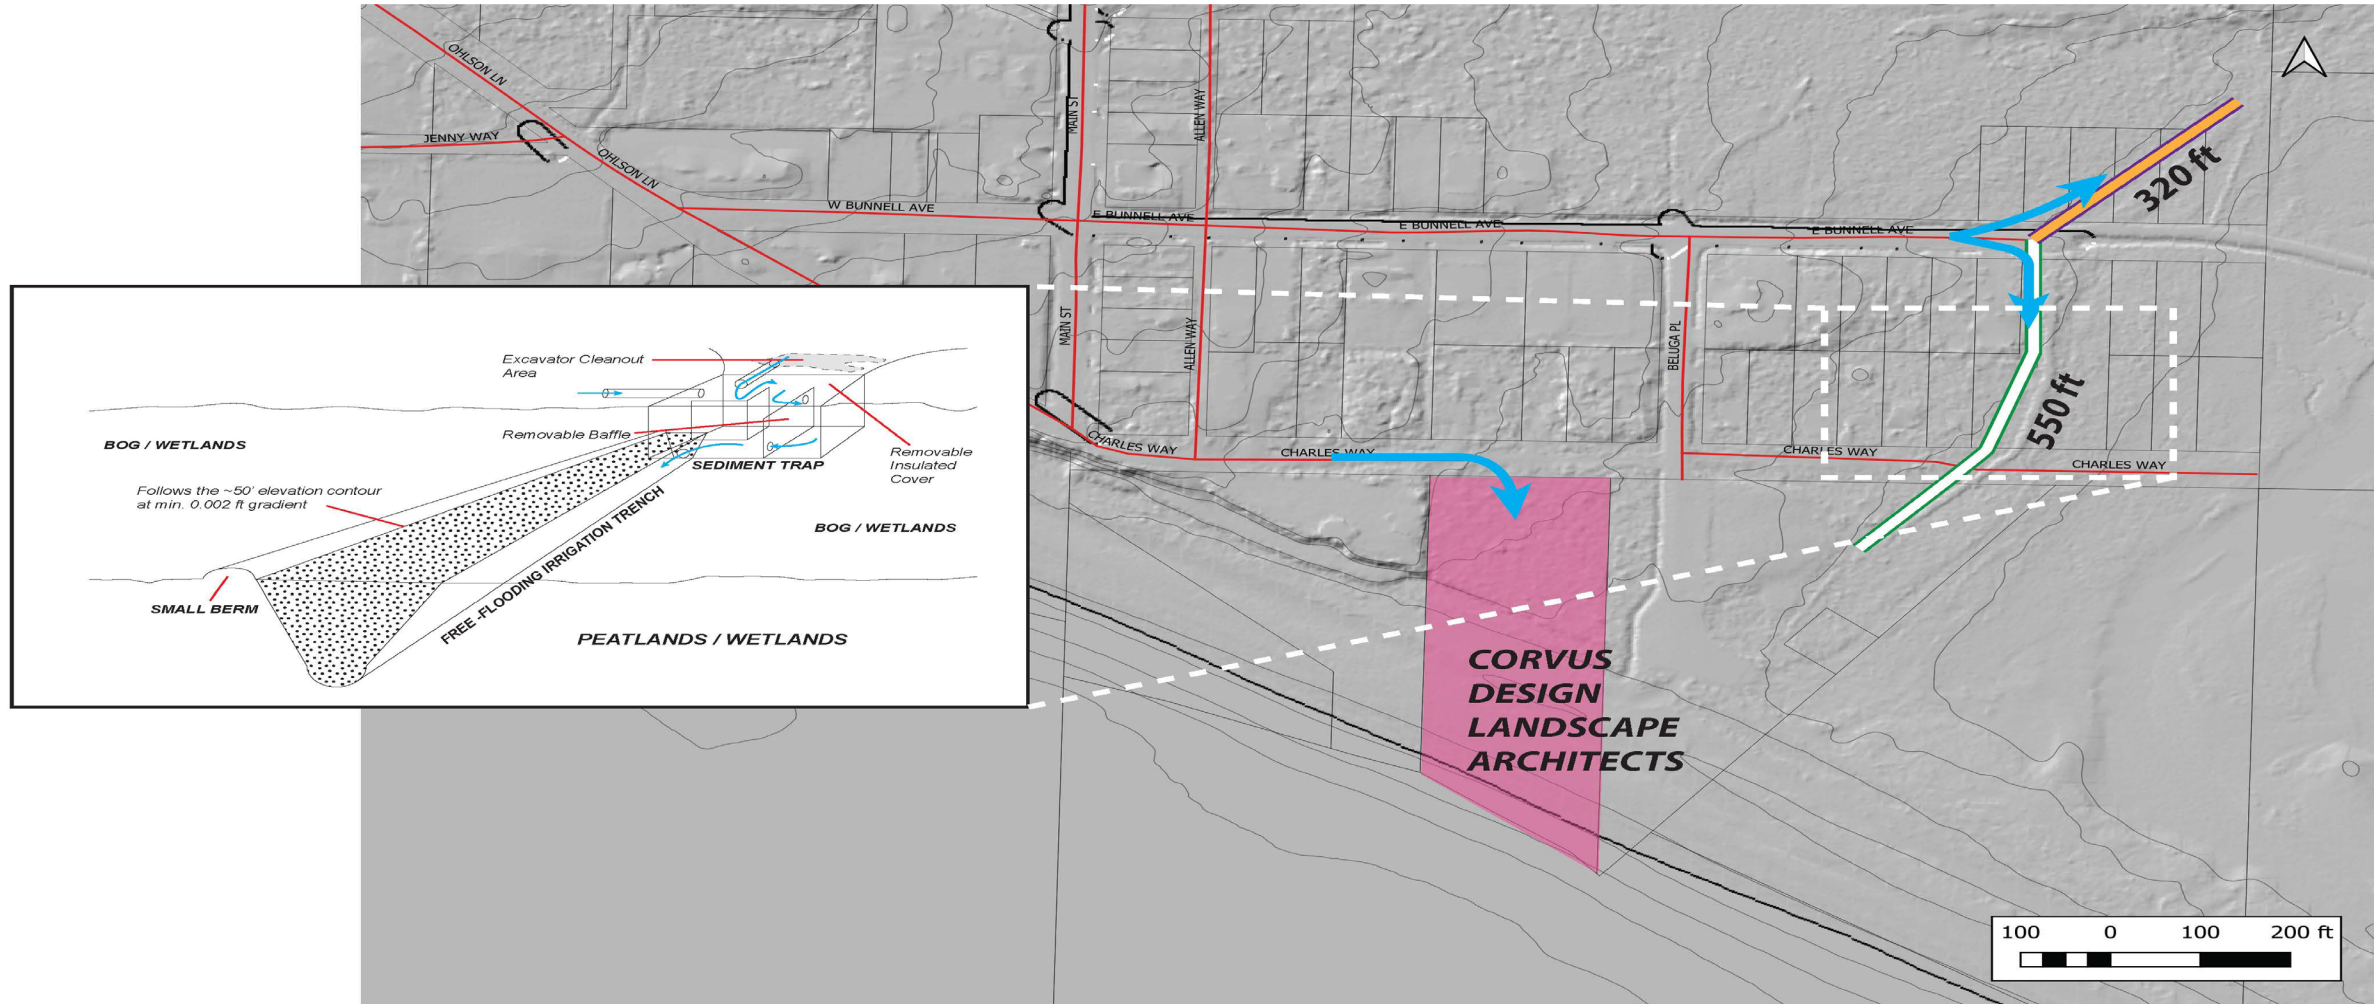 OHLSON LN
JENNY WAY
OHLSON LN
MAIN ST
ALLEN WAY
W BUNNELL AVE
E BUNNELL AVE
E BUNNELL AVE
E BUNNELL AVE
320 ft
MAIN ST
ALLEN WAY
BELUGA PL
550 ft
CHARLES WAY
CHARLES WAY
CHARLES WAY
CHARLES WAY
Excavator Cleanout
Area
BOG / WETLANDS
Removable Baffle
SEDIMENT TRAP
Removable
Insulated
Cover
Follows the ~50' elevation contour
at min. 0.002 ft gradient
BOG / WETLANDS
FREE -FLOODING IRRIGATION TRENCH
SMALL BERM
PEATLANDS / WETLANDS
CORVUS
DESIGN
LANDSCAPE
ARCHITECTS
100 0 100 200 ft